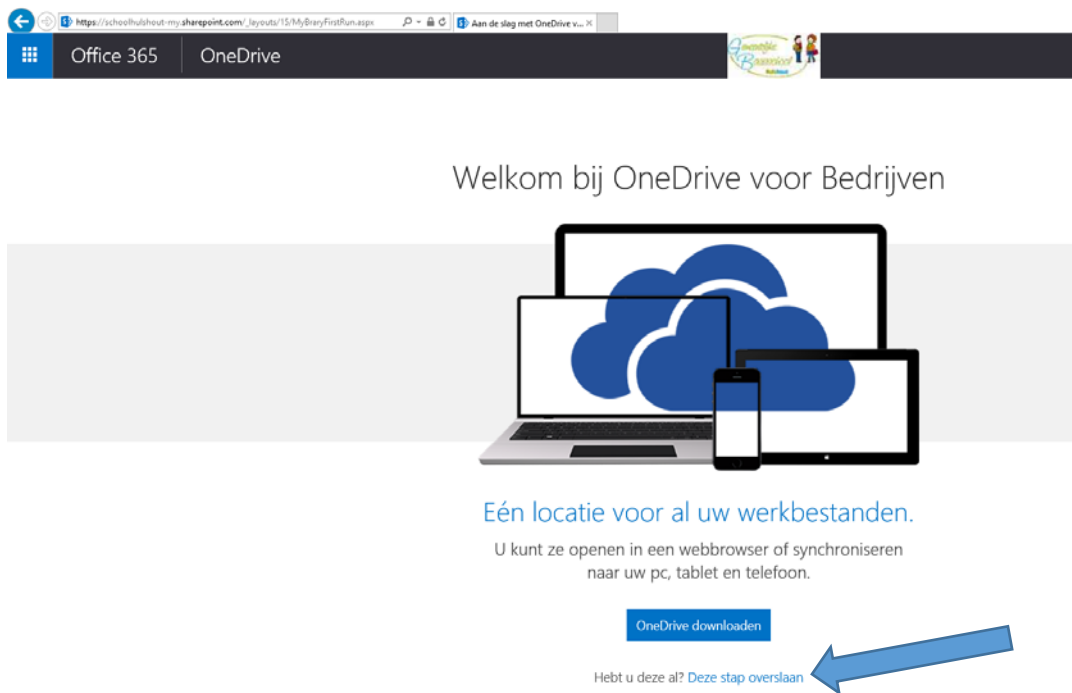 https://schoolhulshout-my.sharepoint.com/_layouts/15/MyBraryFirstRun.aspx
Aan de slag met OneDrive v...
Office 365 OneDrive
Gemeentelijke
Welkom bij OneDrive voor Bedrijven
Eén locatie voor al uw werkbestanden.
U kunt ze openen in een webbrowser of synchroniseren
naar uw pc, tablet en telefoon.
OneDrive downloaden
Hebt u deze al? Deze stap overslaan